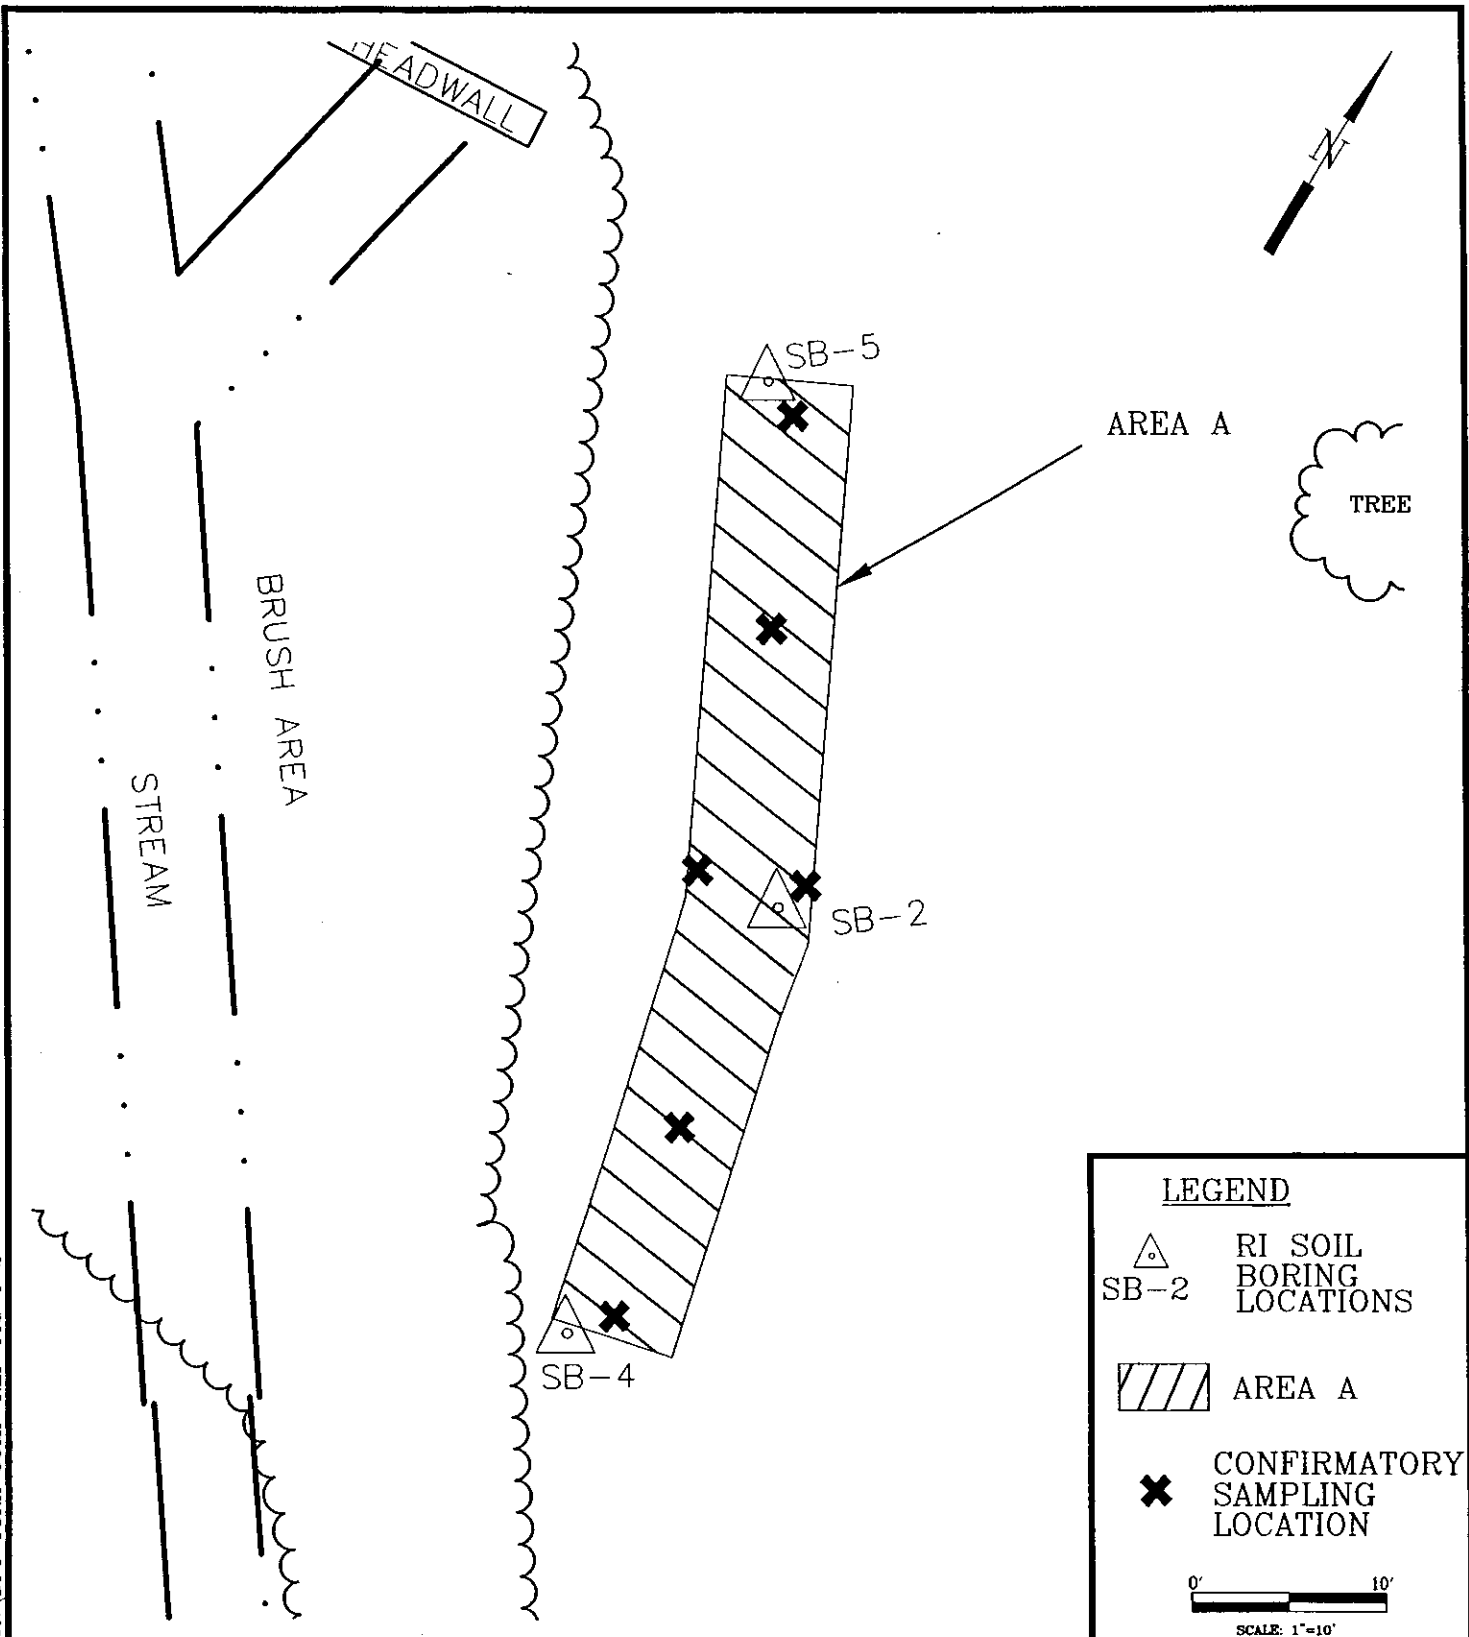 HEADWALL
N
SB-5
AREA A
TREE
BRUSH AREA
STREAM
SB-2
SB-4
LEGEND
SB-2
RI SOIL
BORING
LOCATIONS
AREA A
CONFIRMATORY
SAMPLING
LOCATION
0' 10'
SCALE: 1"=10'